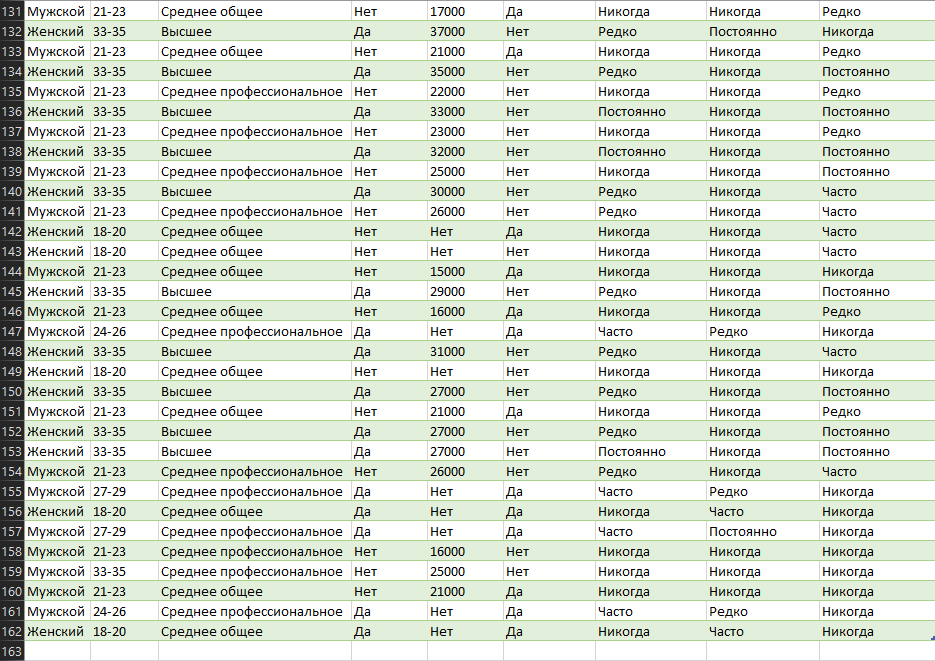 131 Мужской 21-23 Среднее общее Нет 17000 Да Никогда Никогда Редко
132 Женский 33-35 Высшее Да 37000 Нет Редко Постоянно Никогда
133 Мужской 21-23 Среднее общее Нет 21000 Да Никогда Никогда Редко
134 Женский 33-35 Высшее Да 35000 Нет Редко Никогда Постоянно
135 Мужской 21-23 Среднее профессиональное Нет 22000 Нет Никогда Никогда Редко
136 Женский 33-35 Высшее Да 33000 Нет Постоянно Никогда Постоянно
137 Мужской 21-23 Среднее профессиональное Нет 23000 Нет Никогда Никогда Редко
138 Женский 33-35 Высшее Да 32000 Нет Постоянно Никогда Постоянно
139 Мужской 21-23 Среднее профессиональное Нет 25000 Нет Никогда Никогда Постоянно
140 Женский 33-35 Высшее Да 30000 Нет Редко Никогда Часто
141 Мужской 21-23 Среднее профессиональное Нет 26000 Нет Редко Никогда Часто
142 Женский 18-20 Среднее общее Нет Нет Да Никогда Никогда Часто
143 Женский 18-20 Среднее общее Нет Нет Нет Никогда Никогда Часто
144 Мужской 21-23 Среднее общее Нет 15000 Да Никогда Никогда Никогда
145 Женский 33-35 Высшее Да 29000 Нет Редко Никогда Постоянно
146 Мужской 21-23 Среднее общее Нет 16000 Да Никогда Никогда Редко
147 Мужской 24-26 Среднее профессиональное Да Нет Да Часто Редко Никогда
148 Женский 33-35 Высшее Да 31000 Нет Редко Никогда Часто
149 Женский 18-20 Среднее общее Нет Нет Нет Никогда Никогда Никогда
150 Женский 33-35 Высшее Да 27000 Нет Редко Никогда Постоянно
151 Мужской 21-23 Среднее общее Нет 21000 Да Никогда Никогда Редко
152 Женский 33-35 Высшее Да 27000 Нет Редко Никогда Постоянно
153 Женский 33-35 Высшее Да 27000 Нет Постоянно Никогда Постоянно
154 Мужской 21-23 Среднее профессиональное Нет 26000 Нет Редко Никогда Часто
155 Мужской 27-29 Среднее профессиональное Да Нет Да Часто Редко Никогда
156 Женский 18-20 Среднее общее Да Нет Да Никогда Часто Никогда
157 Мужской 27-29 Среднее профессиональное Да Нет Да Часто Постоянно Никогда
158 Мужской 21-23 Среднее профессиональное Нет 16000 Нет Никогда Никогда Никогда
159 Мужской 33-35 Среднее профессиональное Нет 25000 Нет Никогда Никогда Никогда
160 Мужской 21-23 Среднее общее Нет 21000 Да Никогда Никогда Никогда
161 Мужской 24-26 Среднее профессиональное Да Нет Да Часто Редко Никогда
162 Женский 18-20 Среднее общее Да Нет Да Никогда Часто Никогда
163